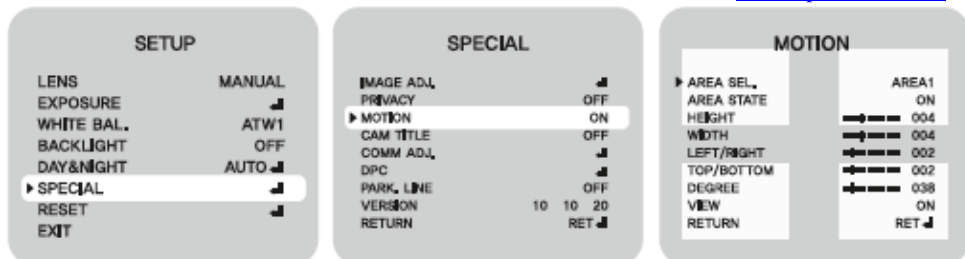 SETUP
LENS MANUAL
EXPOSURE
WHITE BAL. ATW1
BACKLIGHT OFF
DAY&NIGHT AUTO
SPECIAL
RESET
EXIT
SPECIAL
IMAGE ADJ.
PRIVACY OFF
MOTION ON
CAM TITLE OFF
COMM ADJ.
DPC
PARK. LINE OFF
VERSION 10 10 20
RETURN RET
MOTION
AREA SEL. AREA1
AREA STATE ON
HEIGHT 004
WIDTH 004
LEFT/RIGHT 002
TOP/BOTTOM 002
DEGREE 038
VIEW ON
RETURN RET